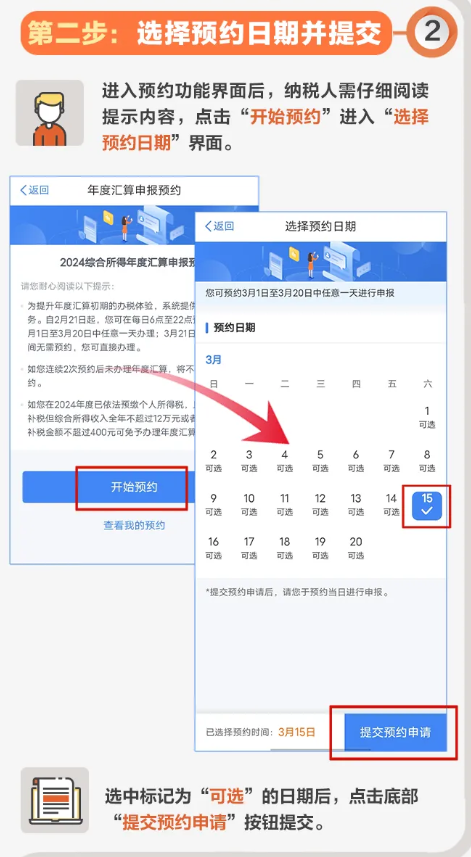 第二步：选择预约日期并提交
2
进入预约功能界面后，纳税人需仔细阅读
提示内容，点击“开始预约”进入“选择
预约日期”界面。
返回
年度汇算申报预约
2024综合所得年度汇算申报预
请您耐心阅读以下提示：
为提升年度汇算初期的办税体验，系统提供
务。自2月21日起，您可在每日6点至22点
月1日至3月20日中任意一天办理；3月21日
间无需预约，您可直接办理。
如您连续2次预约后未办理年度汇算，将不
约。
如您在2024年度已依法预缴个人所得税，
补税但综合所得收入全年不超过12万元或者
补税金额不超过400元可免于办理年度汇算
开始预约
查看我的预约
返回
选择预约日期
您可预约3月1日至3月20日中任意一天进行申报
预约日期
3月
日 一 二 三 四 五 六
1
可选
2 3 4 5 6 7 8
可选 可选 可选 可选 可选 可选 可选
9 10 11 12 13 14 15
可选 可选 可选 可选 可选 可选
16 17 18 19 20
可选 可选 可选 可选 可选
*提交预约申请后，请您于预约当日进行申报。
已选择预约时间：3月15日
提交预约申请
选中标记为“可选”的日期后，点击底部
“提交预约申请”按钮提交。